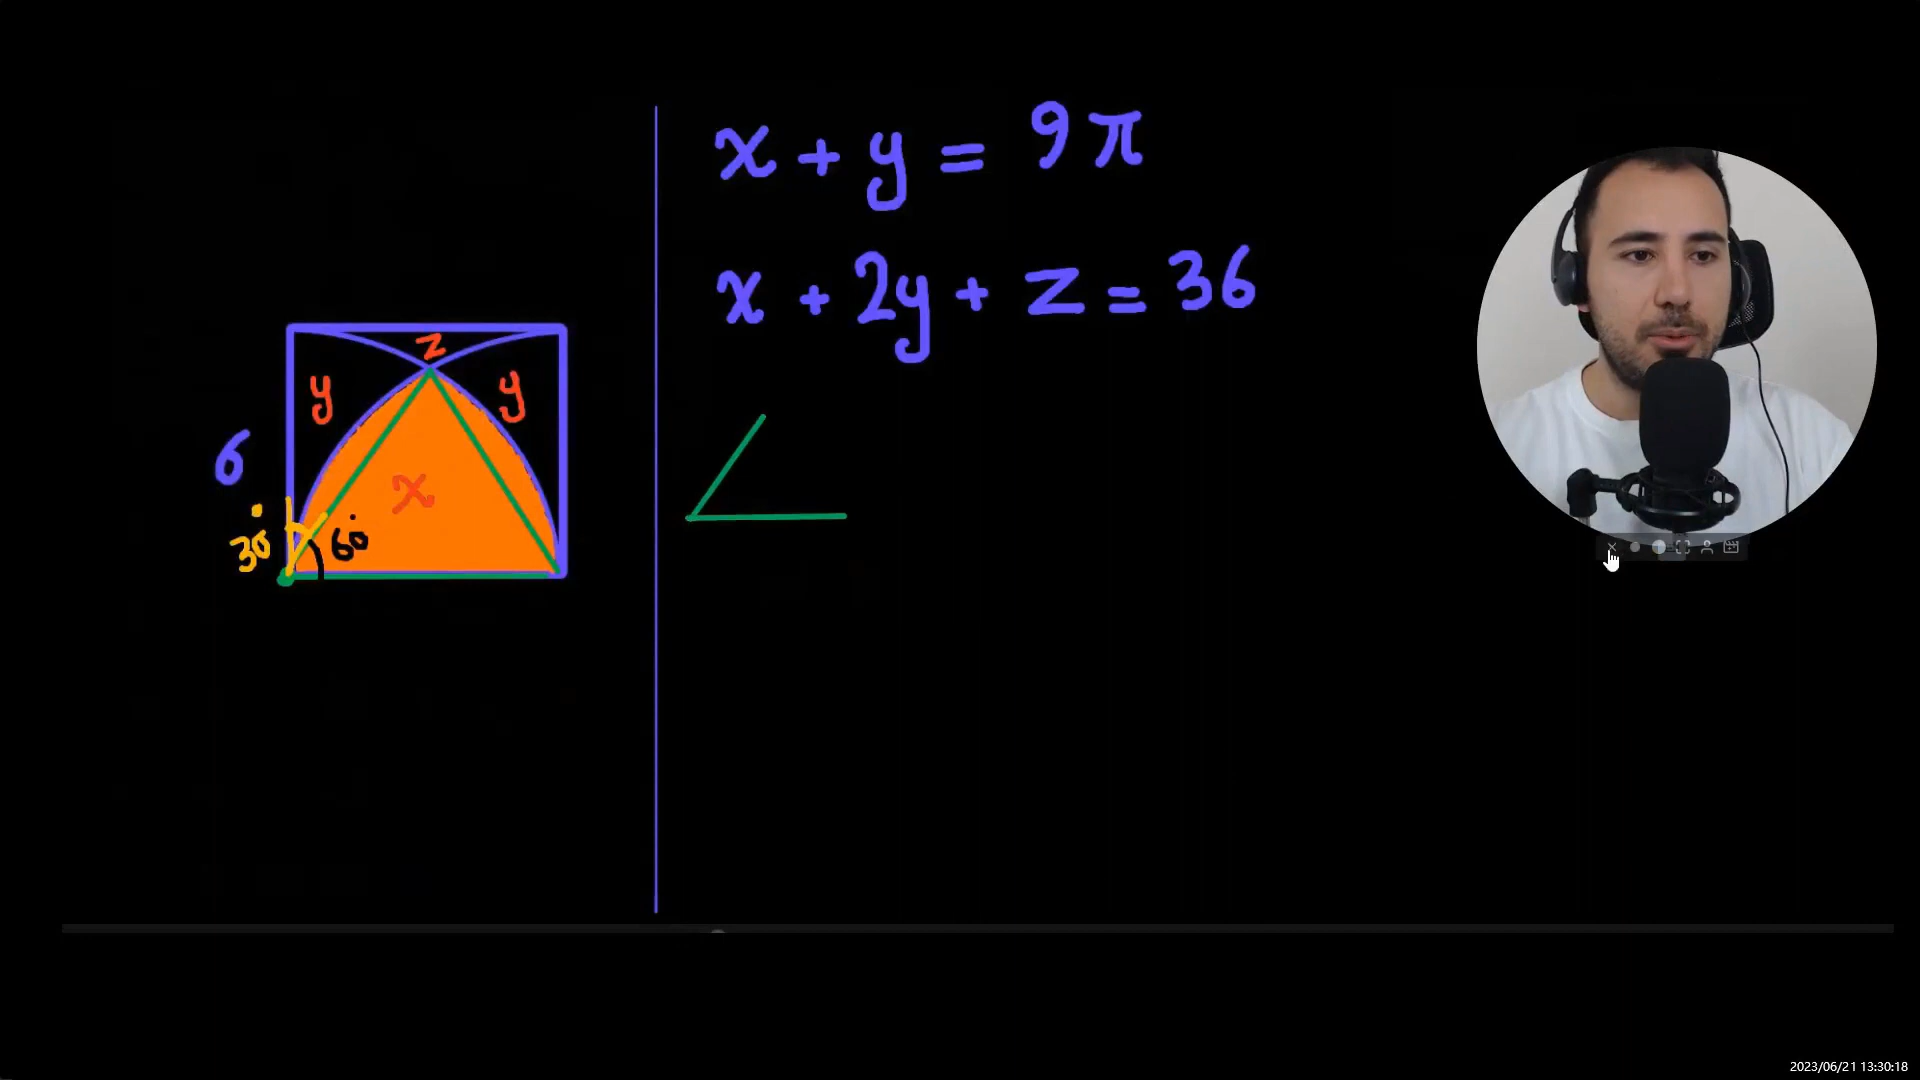 x + y = 9π
x + 2y + z = 36
z
y
y
6
x
30°
60°
2023/06/21 13:30:18